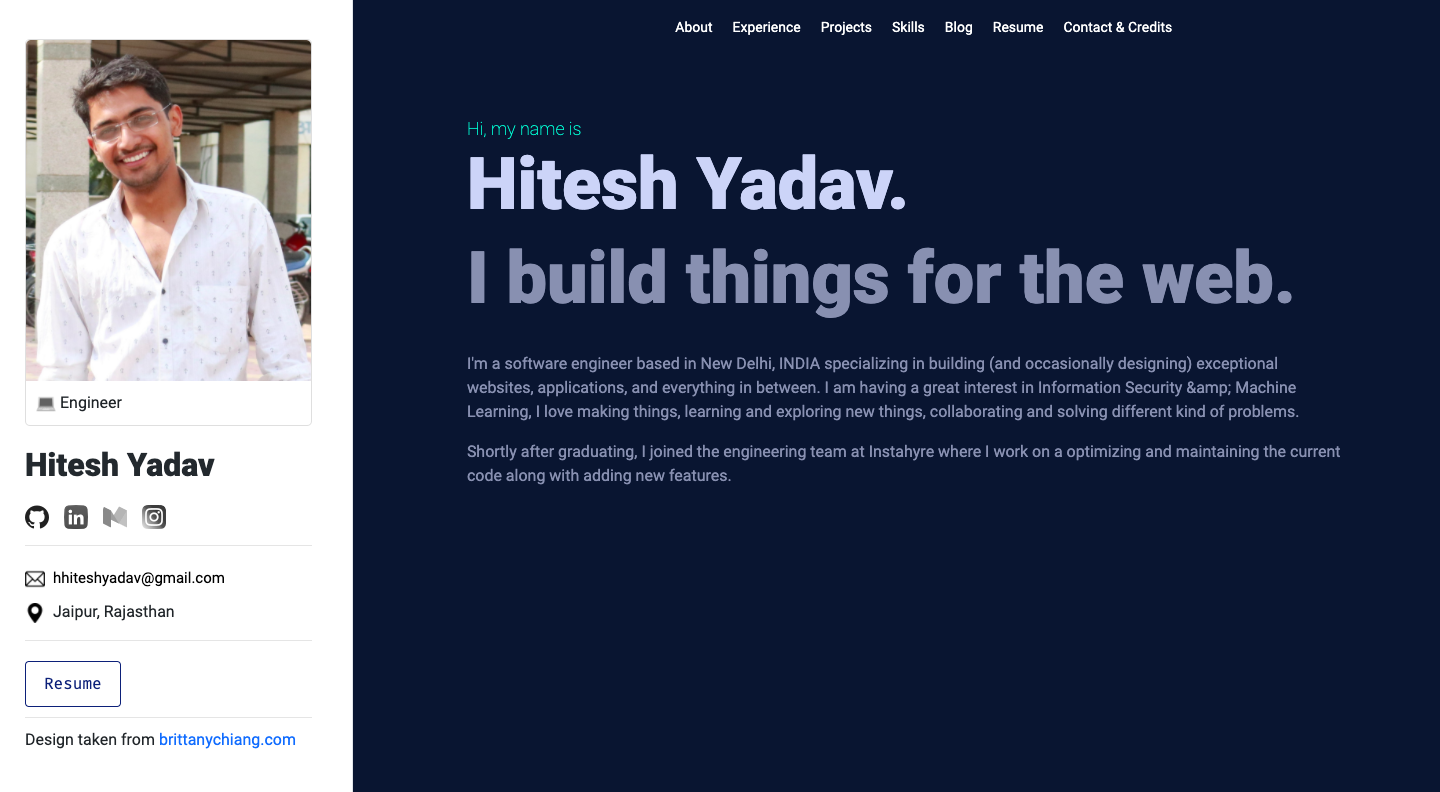 About Experience Projects Skills Blog Resume Contact & Credits
💻 Engineer
Hitesh Yadav
hhiteshyadav@gmail.com
Jaipur, Rajasthan
Resume
Design taken from brittanychiang.com
Hi, my name is
Hitesh Yadav.
I build things for the web.
I'm a software engineer based in New Delhi, INDIA specializing in building (and occasionally designing) exceptional
websites, applications, and everything in between. I am having a great interest in Information Security &amp; Machine
Learning, I love making things, learning and exploring new things, collaborating and solving different kind of problems.
Shortly after graduating, I joined the engineering team at Instahyre where I work on a optimizing and maintaining the current
code along with adding new features.